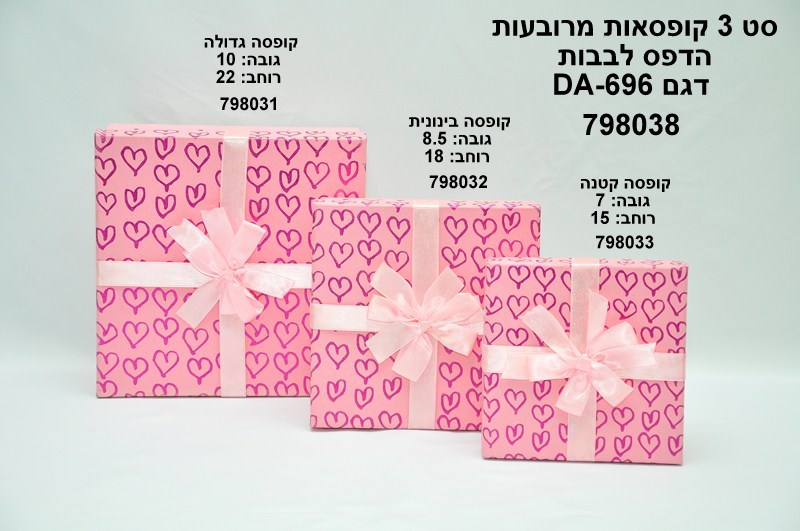 סט 3 קופסאות מרובעות
הדפס לבבות
דגם DA-696
798038
קופסה גדולה
גובה: 10
רוחב: 22
798031
קופסה בינונית
גובה: 8.5
רוחב: 18
798032
קופסה קטנה
גובה: 7
רוחב: 15
798033